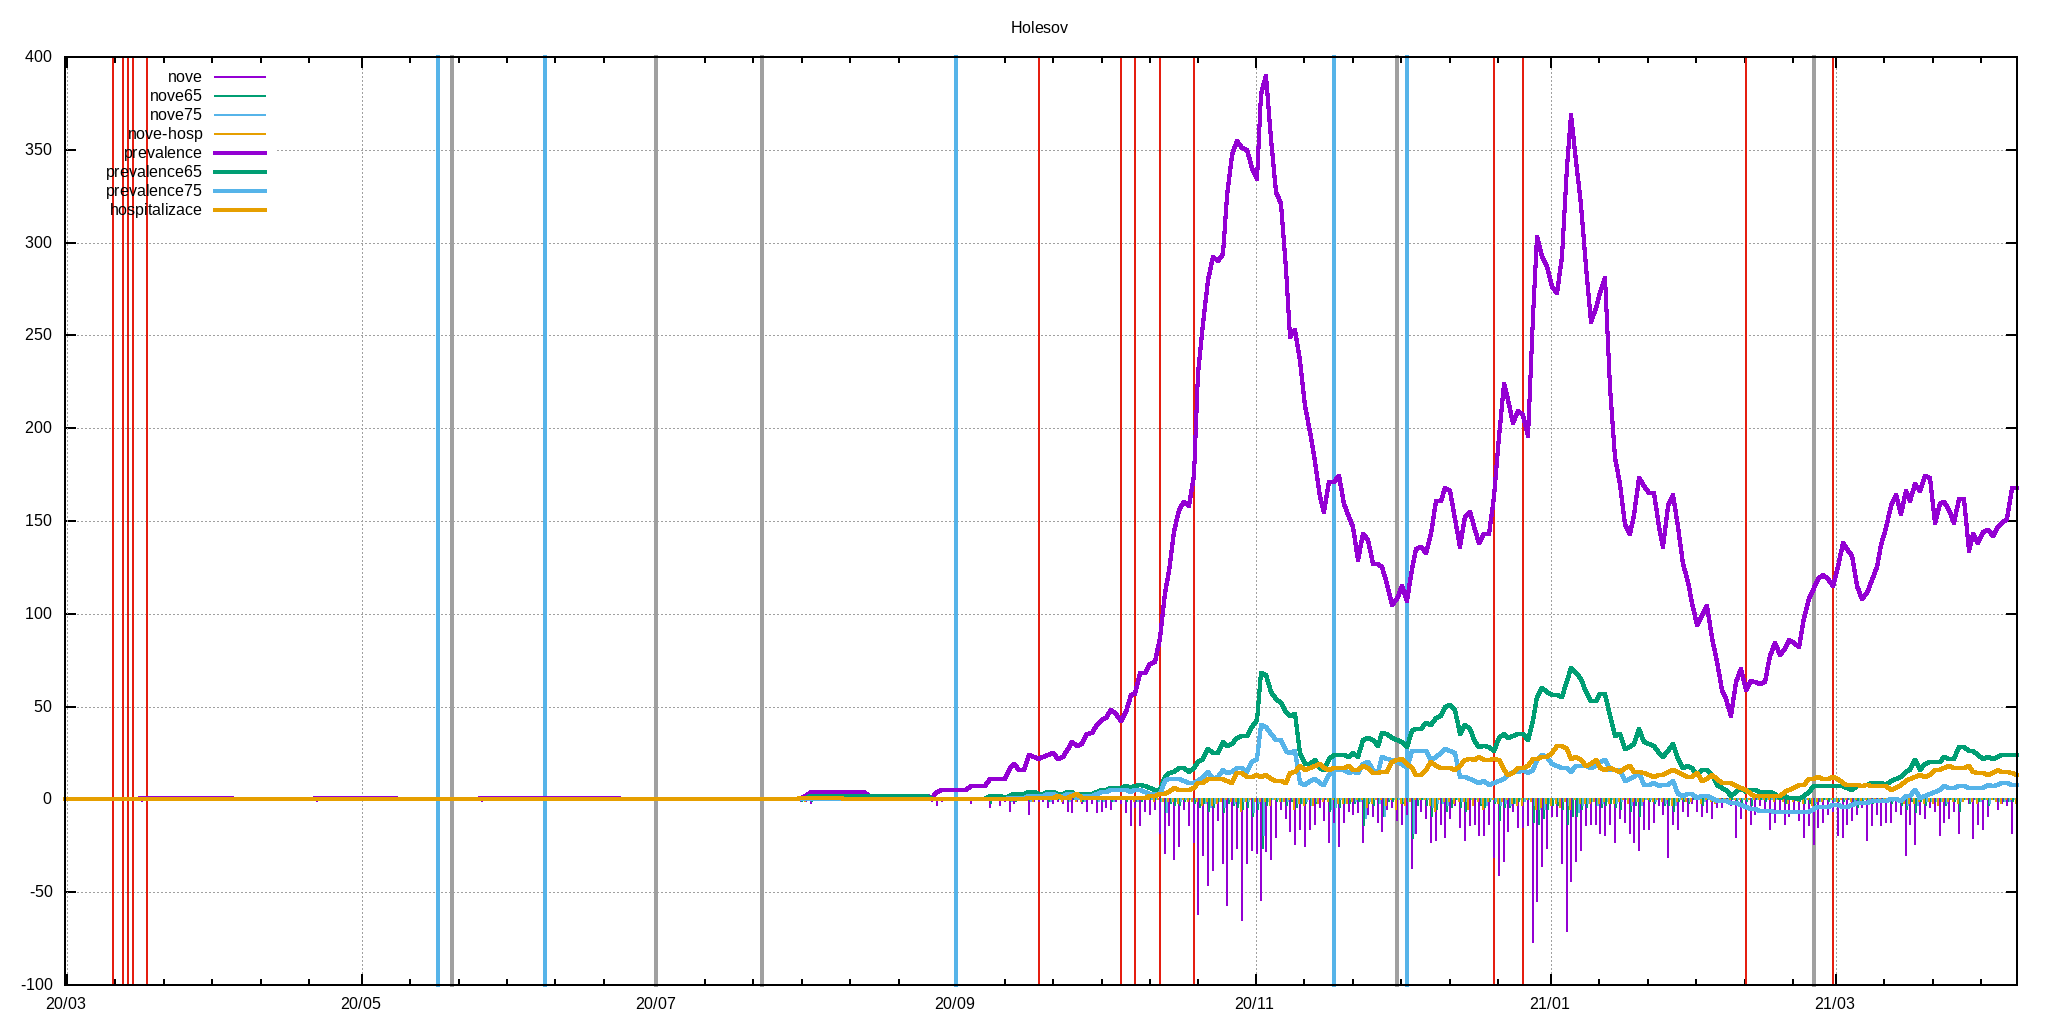 Holesov
400
350
300
250
200
150
100
50
0
-50
-100
nove
nove65
nove75
nove-hosp
prevalence
prevalence65
prevalence75
hospitalizace
20/03 20/05 20/07 20/09 20/11 21/01 21/03